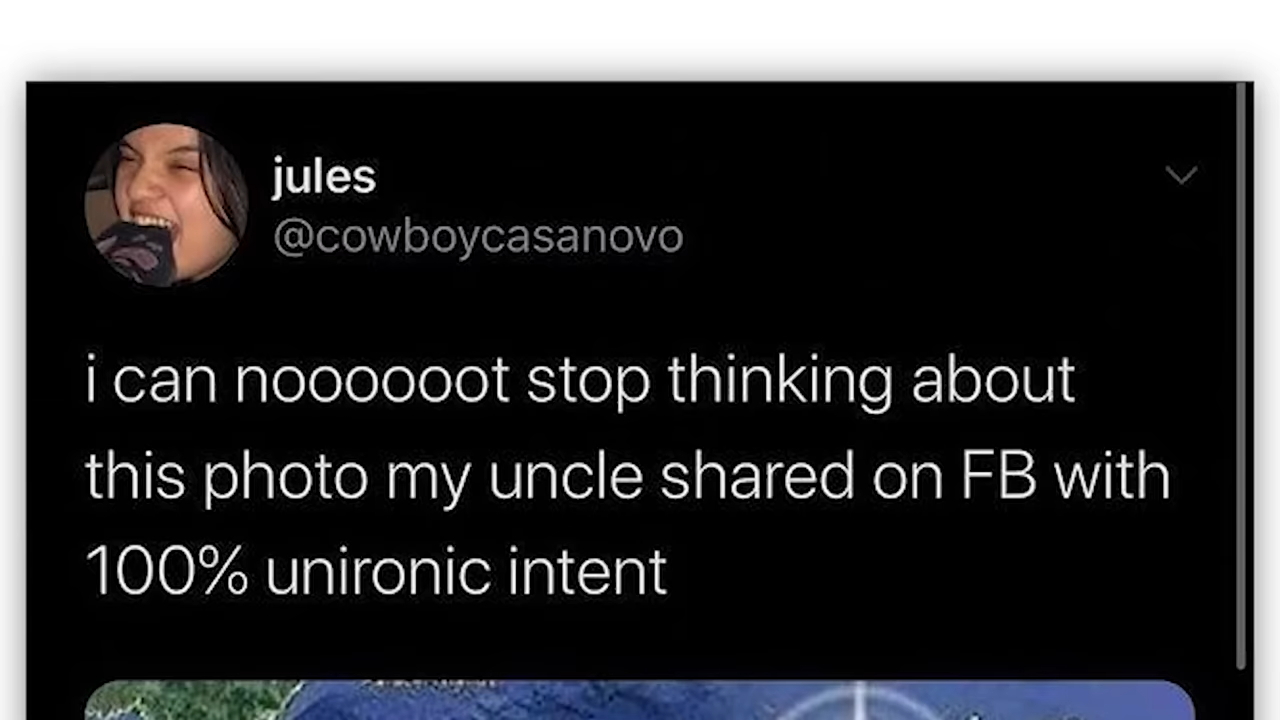 jules
@cowboycasanovo
i can noooooot stop thinking about
this photo my uncle shared on FB with
100% unironic intent